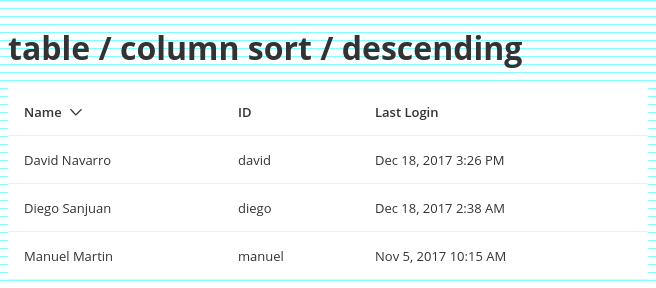 table / column sort / descending
Name ID Last Login
David Navarro david Dec 18, 2017 3:26 PM
Diego Sanjuan diego Dec 18, 2017 2:38 AM
Manuel Martin manuel Nov 5, 2017 10:15 AM